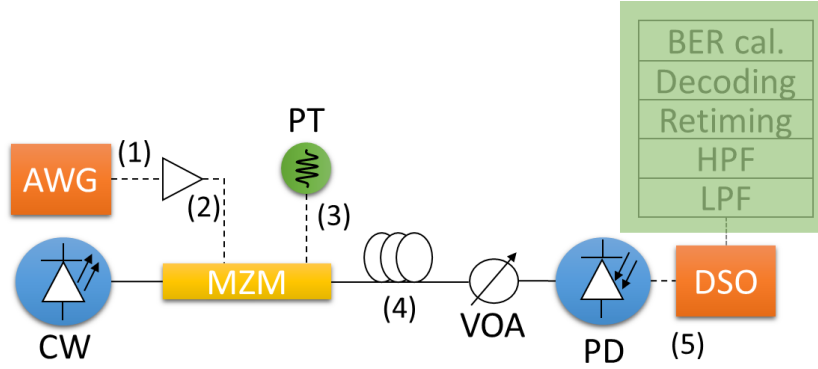 BER cal.
Decoding
Retiming
HPF
LPF
PT
(1)
AWG
(2)
(3)
MZM
DSO
(4)
VOA
CW
PD
(5)